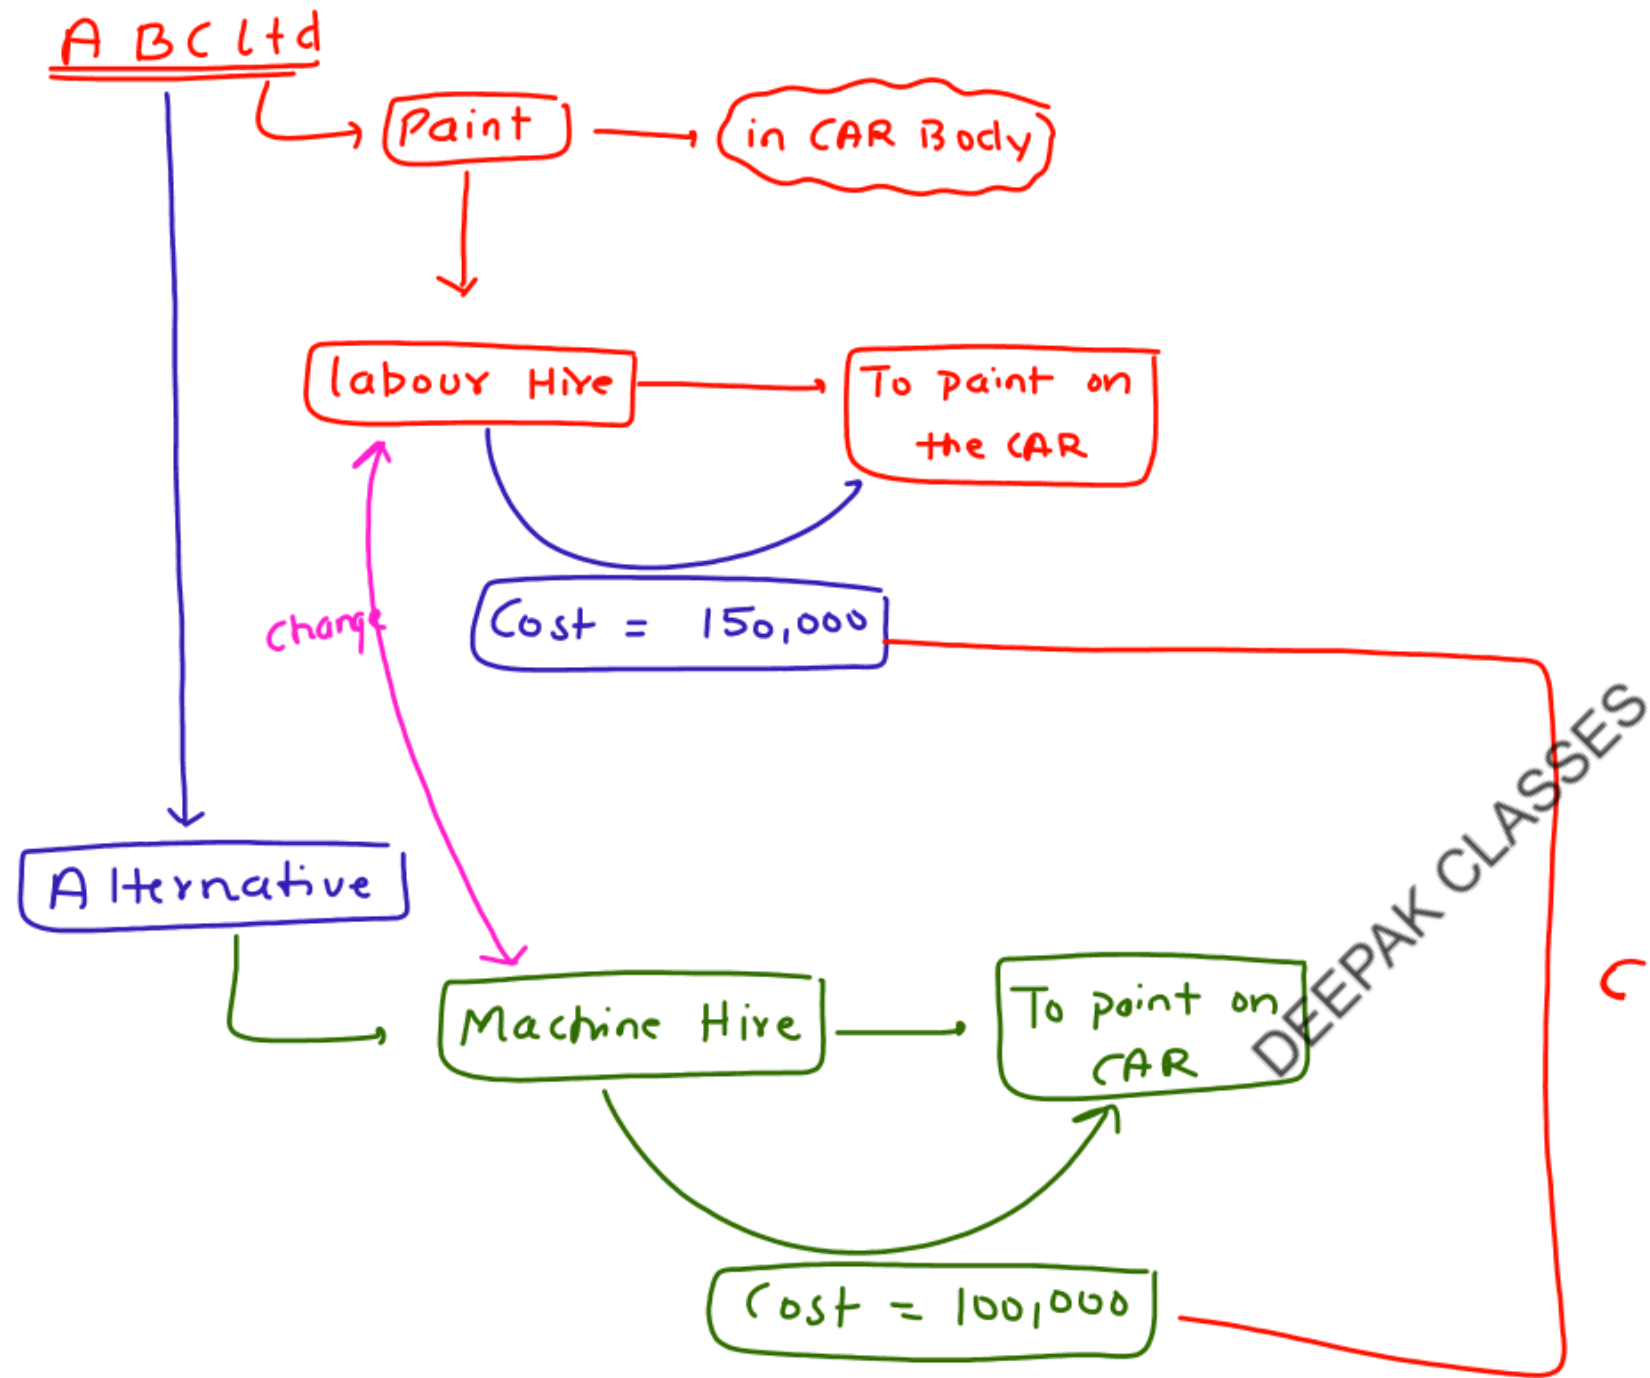 A B C Ltd
Paint
in CAR Body
labour Hire
To paint on
the CAR
change
Cost = 150,000
Alternative
Machine Hire
To paint on
CAR
Cost = 100,000
DEEPAK CLASSES
C